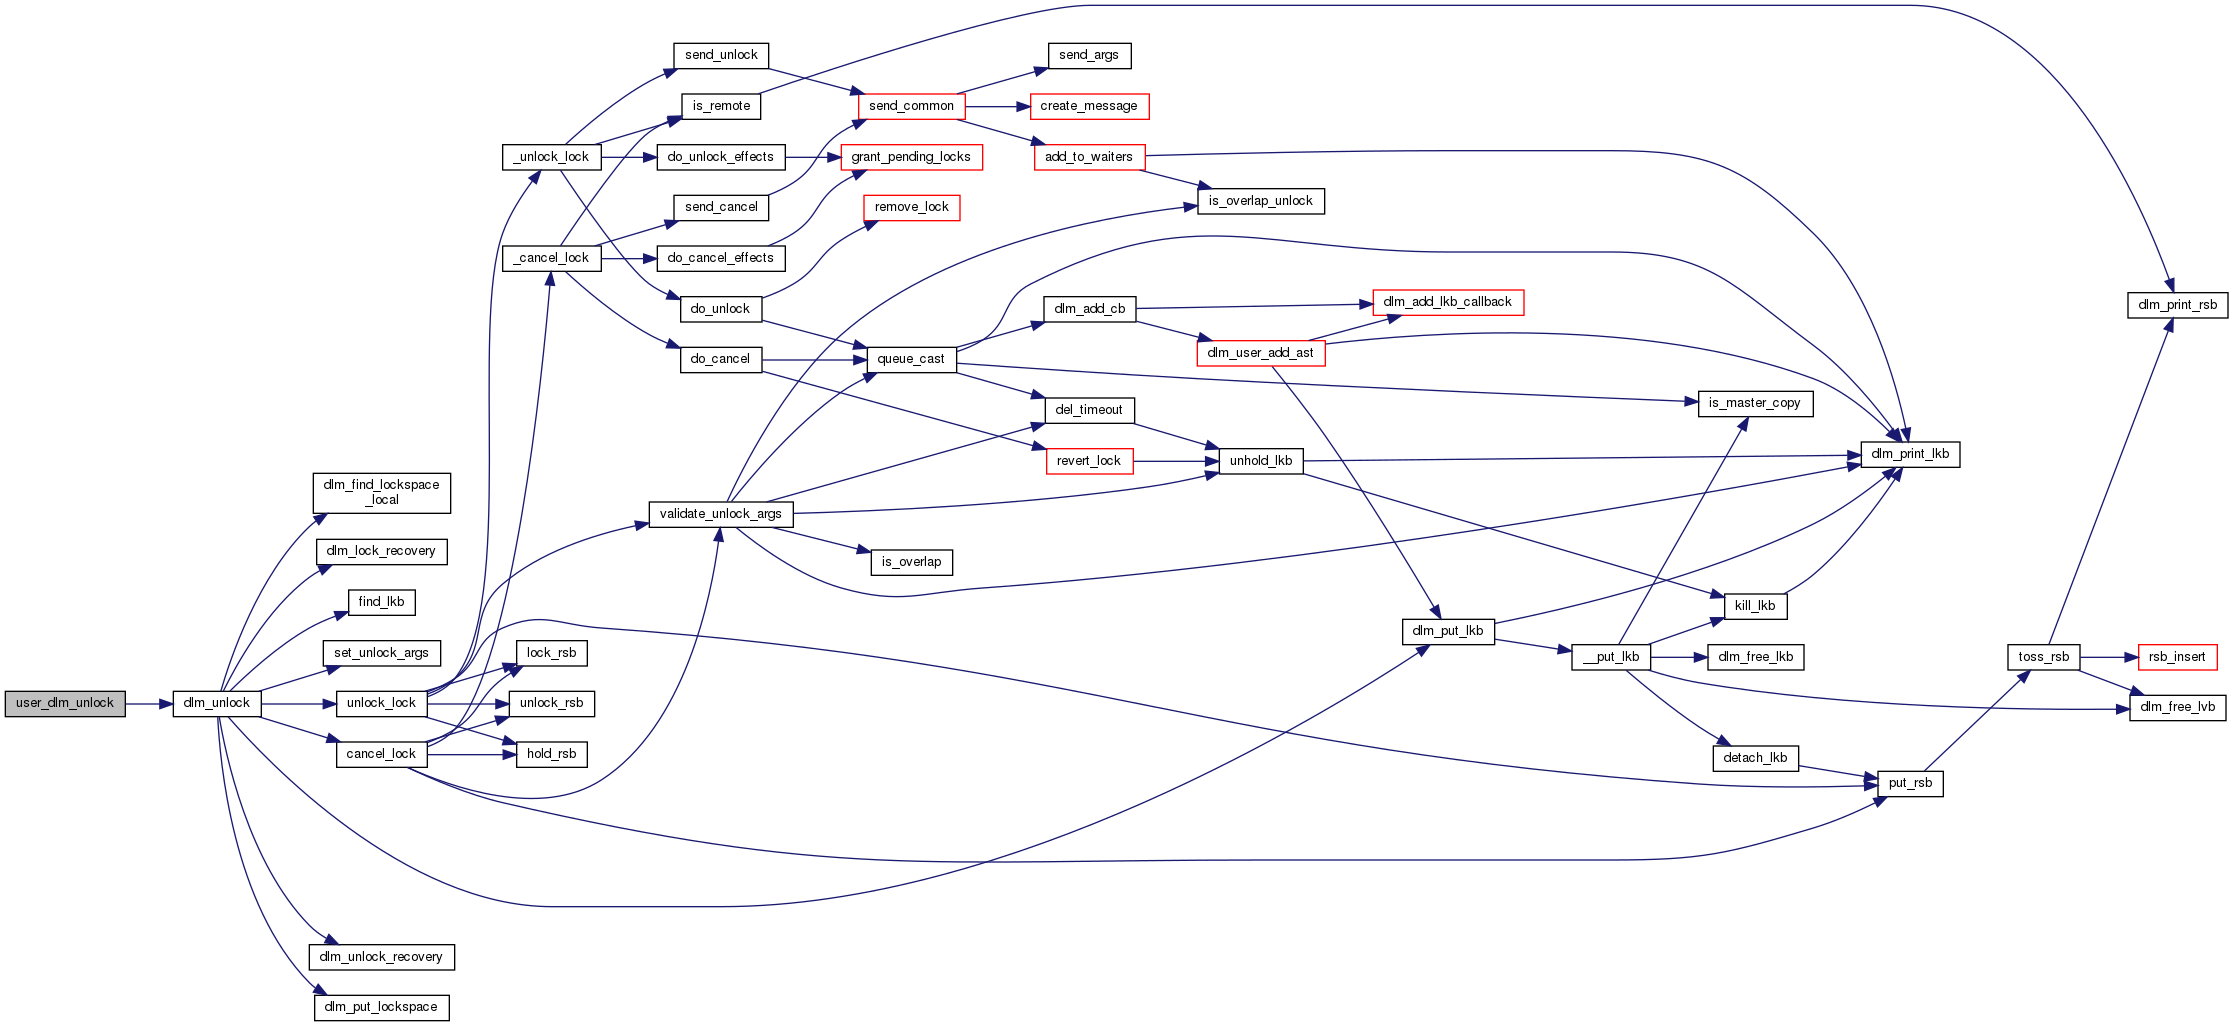 user_dlm_unlock
dlm_unlock
dlm_find_lockspace
_local
dlm_lock_recovery
find_lkb
set_unlock_args
unlock_lock
cancel_lock
dlm_unlock_recovery
dlm_put_lockspace
_unlock_lock
_cancel_lock
lock_rsb
unlock_rsb
hold_rsb
send_unlock
is_remote
do_unlock_effects
send_cancel
do_cancel_effects
do_unlock
do_cancel
validate_unlock_args
send_common
grant_pending_locks
remove_lock
queue_cast
is_overlap
send_args
create_message
add_to_waiters
dlm_add_cb
del_timeout
revert_lock
is_overlap_unlock
dlm_user_add_ast
unhold_lkb
dlm_add_lkb_callback
dlm_put_lkb
__put_lkb
is_master_copy
kill_lkb
dlm_free_lkb
detach_lkb
dlm_print_lkb
put_rsb
toss_rsb
dlm_print_rsb
rsb_insert
dlm_free_lvb